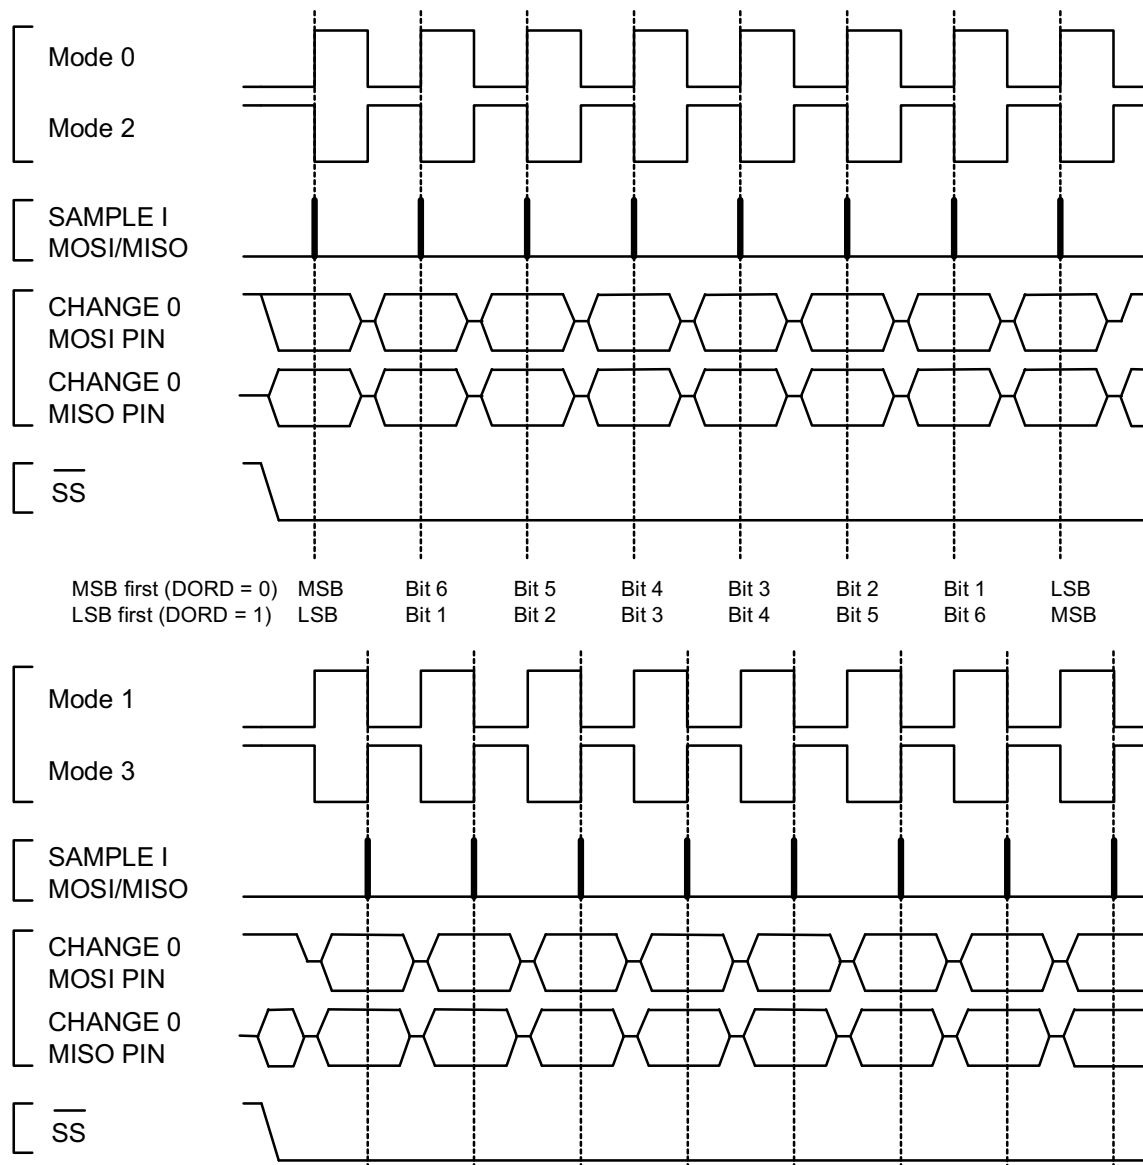 Mode 0
Mode 2
SAMPLE I
MOSI/MISO
CHANGE 0
MOSI PIN
CHANGE 0
MISO PIN
SS
MSB first (DORD = 0) MSB Bit 6 Bit 5 Bit 4 Bit 3 Bit 2 Bit 1 LSB
LSB first (DORD = 1) LSB Bit 1 Bit 2 Bit 3 Bit 4 Bit 5 Bit 6 MSB
Mode 1
Mode 3
SAMPLE I
MOSI/MISO
CHANGE 0
MOSI PIN
CHANGE 0
MISO PIN
SS